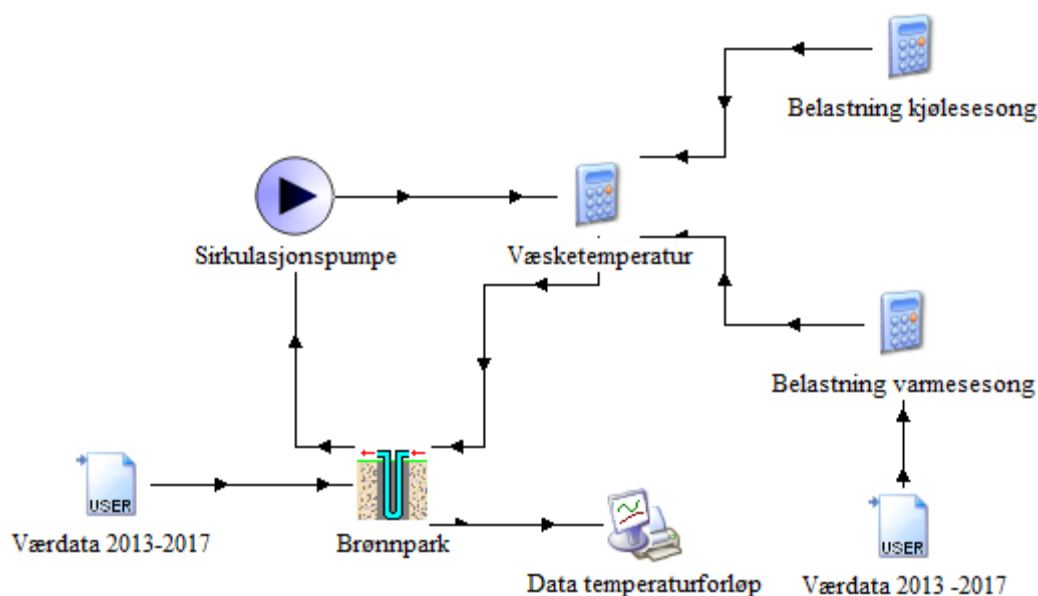 Belastning kjølesesong
Sirkulasjonspumpe
Væsketemperatur
Belastning varmesesong
USER
Værdata 2013-2017
Brønnpark
Data temperaturforløp
USER
Værdata 2013 -2017